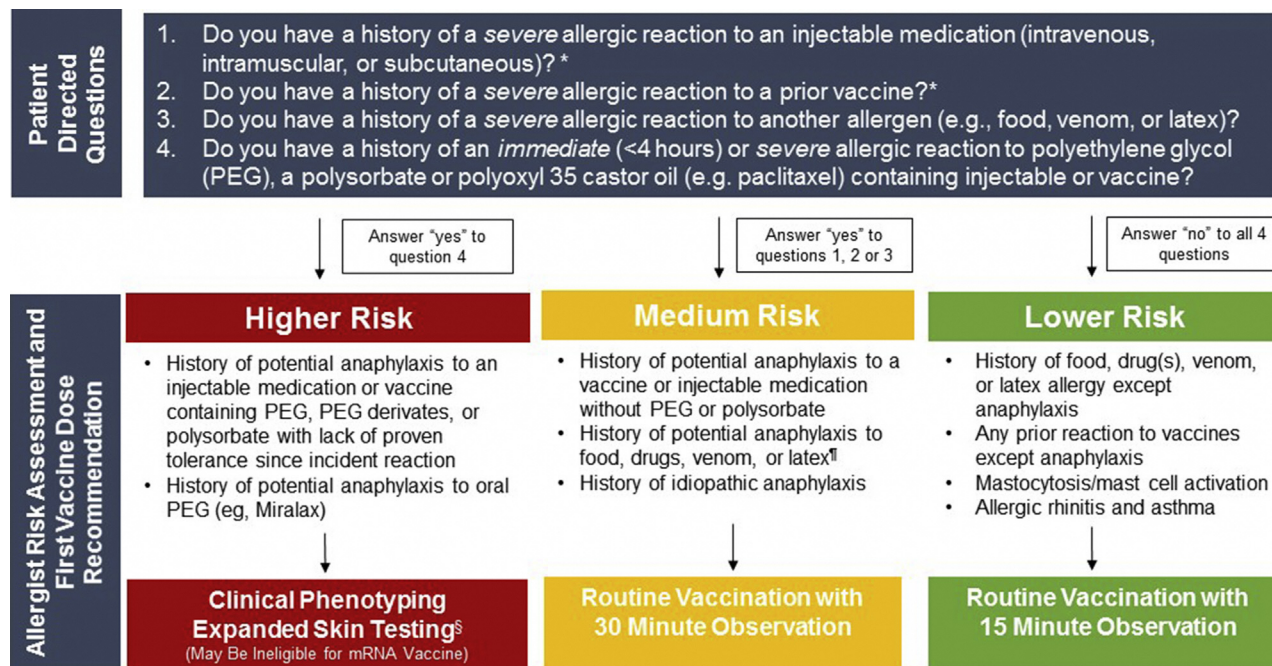 Patient
Directed
Questions
1. Do you have a history of a severe allergic reaction to an injectable medication (intravenous,
intramuscular, or subcutaneous)? *
2. Do you have a history of a severe allergic reaction to a prior vaccine?*
3. Do you have a history of a severe allergic reaction to another allergen (e.g., food, venom, or latex)?
4. Do you have a history of an immediate (<4 hours) or severe allergic reaction to polyethylene glycol
(PEG), a polysorbate or polyoxyl 35 castor oil (e.g. paclitaxel) containing injectable or vaccine?
Answer "yes" to
question 4
Answer "yes" to
questions 1, 2 or 3
Answer "no" to all 4
questions
Allergist Risk Assessment and
First Vaccine Dose
Recommendation
Higher Risk
• History of potential anaphylaxis to an
injectable medication or vaccine
containing PEG, PEG derivates, or
polysorbate with lack of proven
tolerance since incident reaction
• History of potential anaphylaxis to oral
PEG (eg, Miralax)
Clinical Phenotyping
Expanded Skin Testing§
(May Be Ineligible for mRNA Vaccine)
Medium Risk
• History of potential anaphylaxis to a
vaccine or injectable medication
without PEG or polysorbate
• History of potential anaphylaxis to
food, drugs, venom, or latex¶
• History of idiopathic anaphylaxis
Routine Vaccination with
30 Minute Observation
Lower Risk
• History of food, drug(s), venom,
or latex allergy except
anaphylaxis
• Any prior reaction to vaccines
except anaphylaxis
• Mastocytosis/mast cell activation
• Allergic rhinitis and asthma
Routine Vaccination with
15 Minute Observation